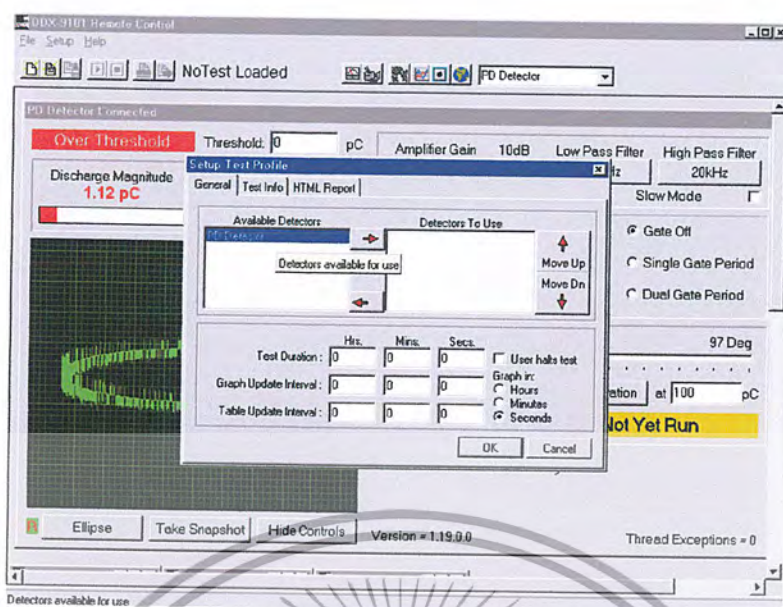 DDX-9101 Remote Control
File Setup Help
NoTest Loaded
PD Detector
PD Detector Connected
Over Threshold
Threshold: 0 pC
Amplifier Gain 10dB
Low Pass Filter
High Pass Filter
20kHz
Discharge Magnitude
1.12 pC
Slow Mode
Setup Test Profile
General
Test Info
HTML Report
Available Detectors
PD Detector
Detectors available for use
Detectors To Use
Move Up
Move Dn
Gate Off
Single Gate Period
Dual Gate Period
97 Deg
Hrs. Mins. Secs.
Test Duration : 0 0 0
User halts test
Graph Update Interval : 0 0 0
Graph in:
Hours
Minutes
Seconds
Table Update Interval : 0 0 0
OK
Cancel
at 100 pC
Not Yet Run
Ellipse
Take Snapshot
Hide Controls
Version = 1.19.0.0
Thread Exceptions = 0
Detectors available for use